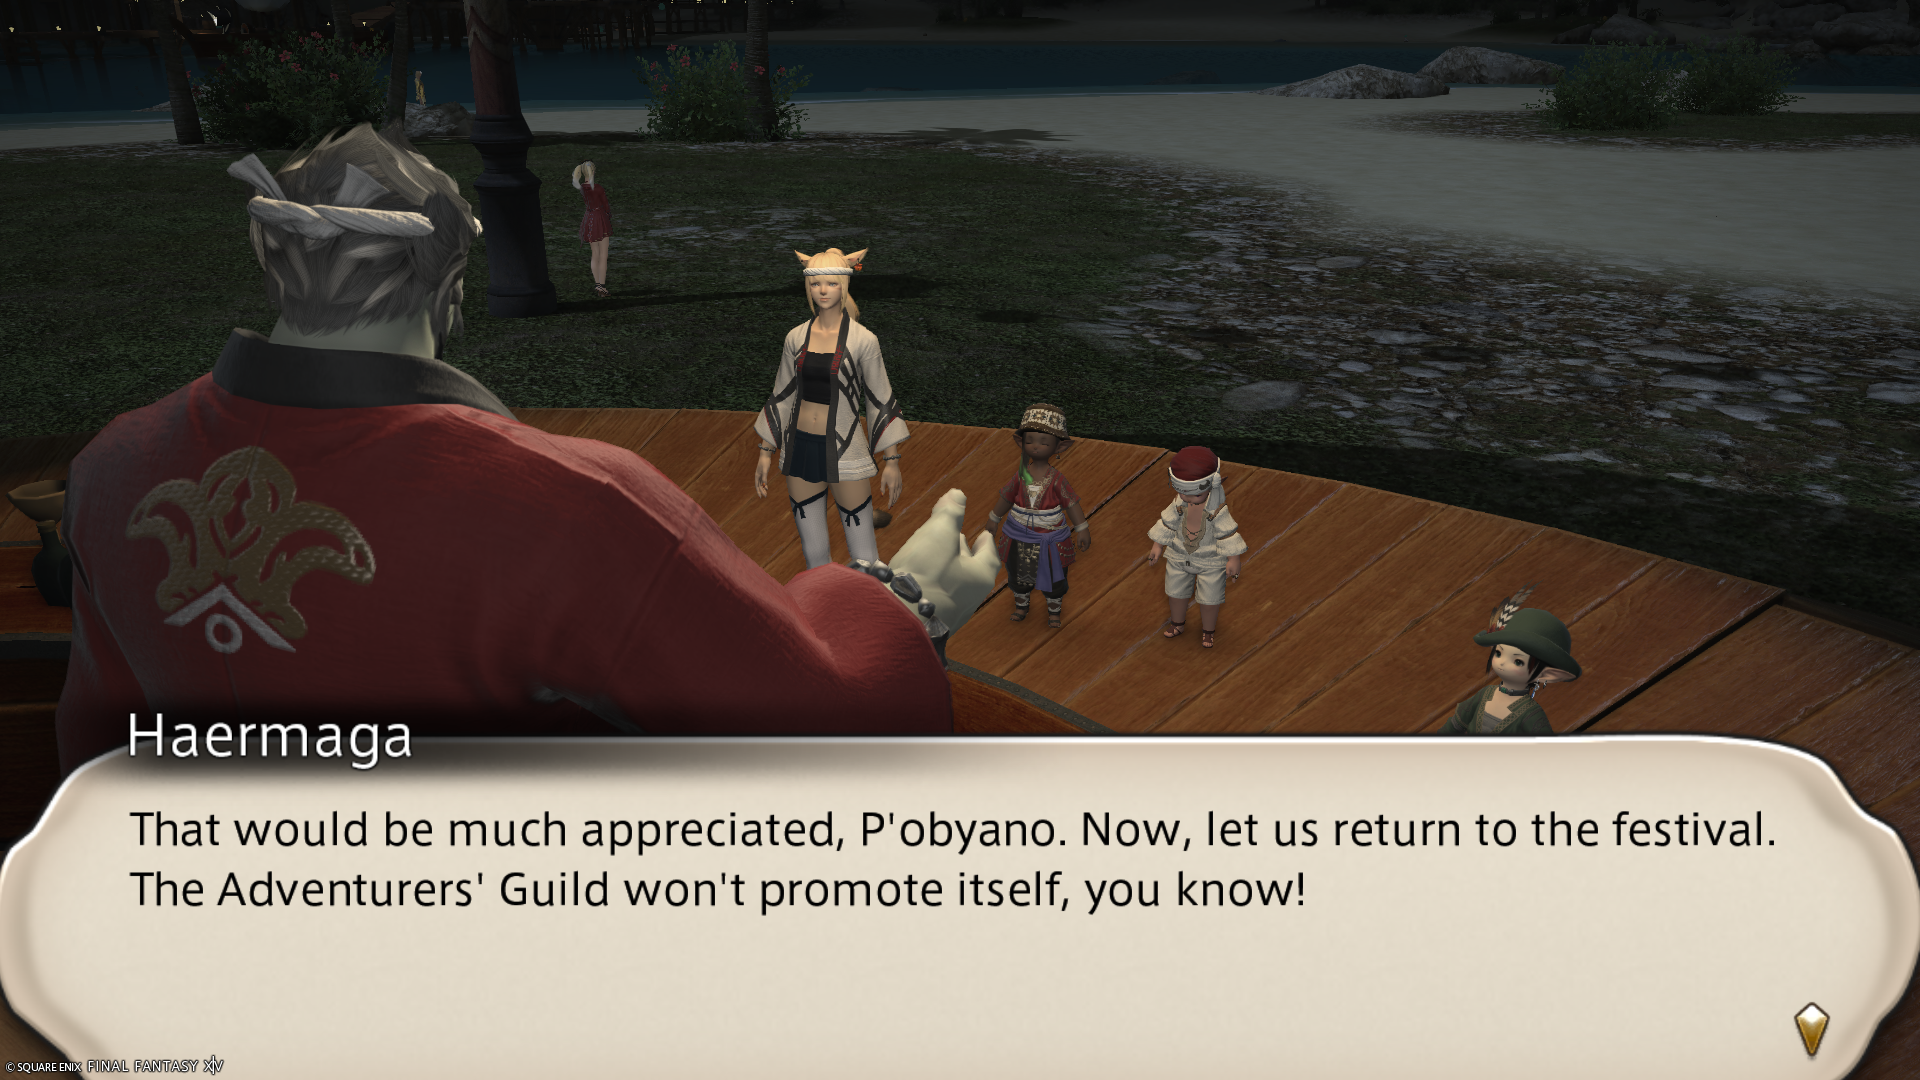 Haermaga
That would be much appreciated, P'obyano. Now, let us return to the festival.
The Adventurers' Guild won't promote itself, you know!
© SQUARE ENIX FINAL FANTASY XIV